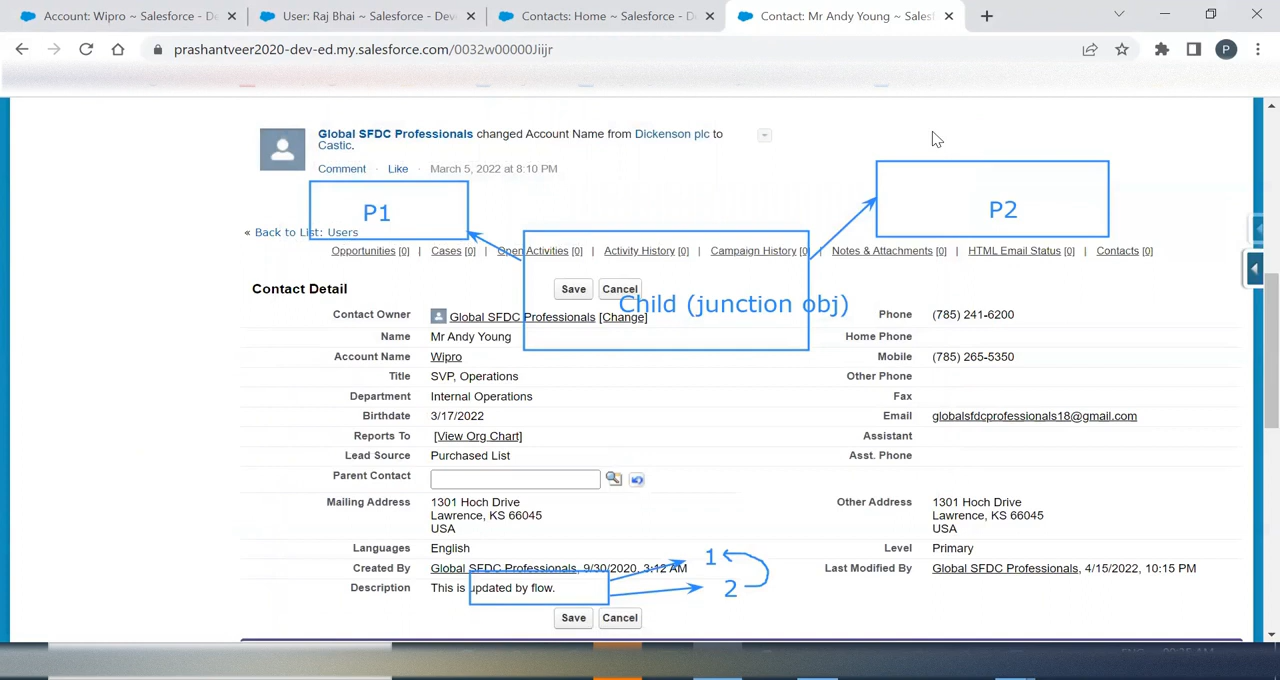 Account: Wipro ~ Salesforce - De
User: Raj Bhai ~ Salesforce - Deve
Contacts: Home ~ Salesforce - D
Contact: Mr Andy Young ~ Sales
prashantveer2020-dev-ed.my.salesforce.com/0032w00000Jiijr
P
Global SFDC Professionals changed Account Name from Dickenson plc to
Castic.
Comment · Like · March 5, 2022 at 8:10 PM
P1
P2
« Back to List: Users
Opportunities [0] | Cases [0] | Open Activities [0] | Activity History [0] | Campaign History [0] | Notes & Attachments [0] | HTML Email Status [0] | Contacts [0]
Contact Detail
Save Cancel
Child (junction obj)
Contact Owner Global SFDC Professionals [Change] Phone (785) 241-6200
Name Mr Andy Young Home Phone
Account Name Wipro Mobile (785) 265-5350
Title SVP, Operations Other Phone
Department Internal Operations Fax
Birthdate 3/17/2022 Email globalsfdcprofessionals18@gmail.com
Reports To [View Org Chart] Assistant
Lead Source Purchased List Asst. Phone
Parent Contact
Mailing Address 1301 Hoch Drive Other Address 1301 Hoch Drive
Lawrence, KS 66045 Lawrence, KS 66045
USA USA
Languages English Level Primary
Created By Global SFDC Professionals, 9/30/2020, 3:12 AM Last Modified By Global SFDC Professionals, 4/15/2022, 10:15 PM
1
Description This is updated by flow.
2
Save Cancel